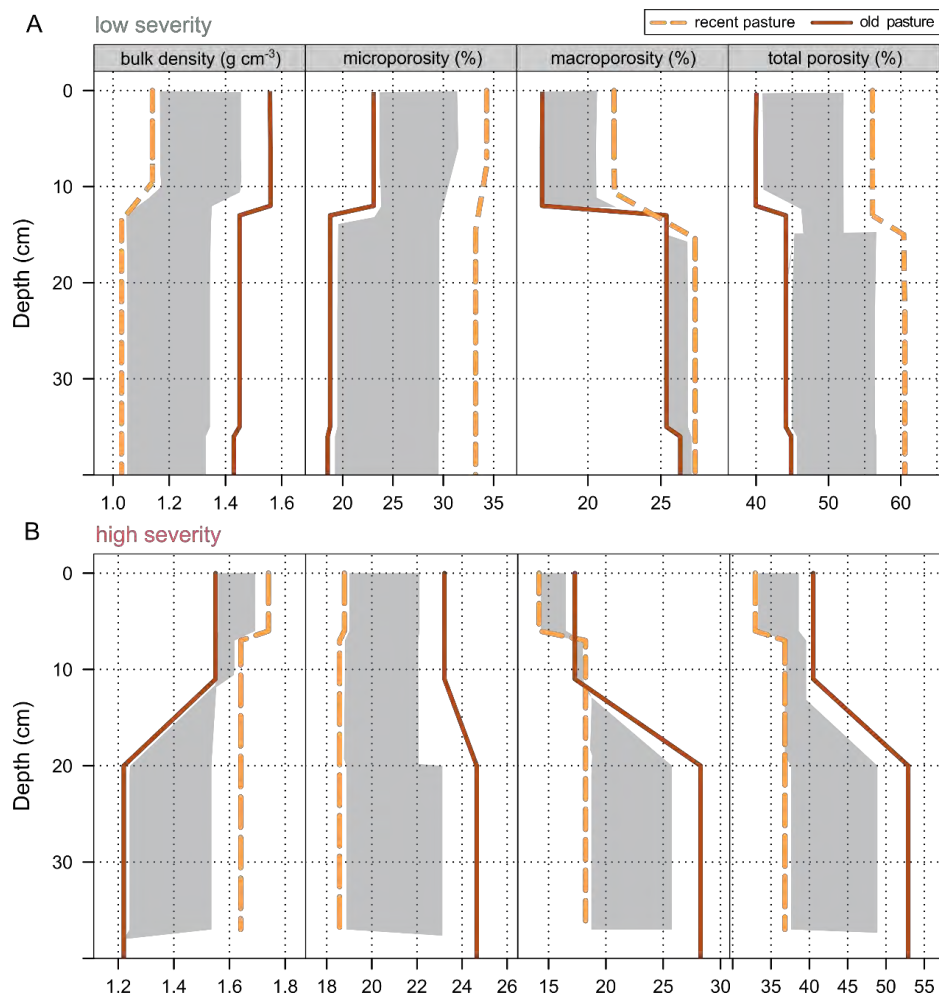 A
low severity
recent pasture old pasture
bulk density (g cm⁻³) microporosity (%) macroporosity (%) total porosity (%)
0
10
20
30
Depth (cm)
1.0 1.2 1.4 1.6 20 25 30 35 20 25 40 50 60
B
high severity
0
10
20
30
Depth (cm)
1.2 1.4 1.6 1.8 18 20 22 24 26 15 20 25 30 35 40 45 50 55